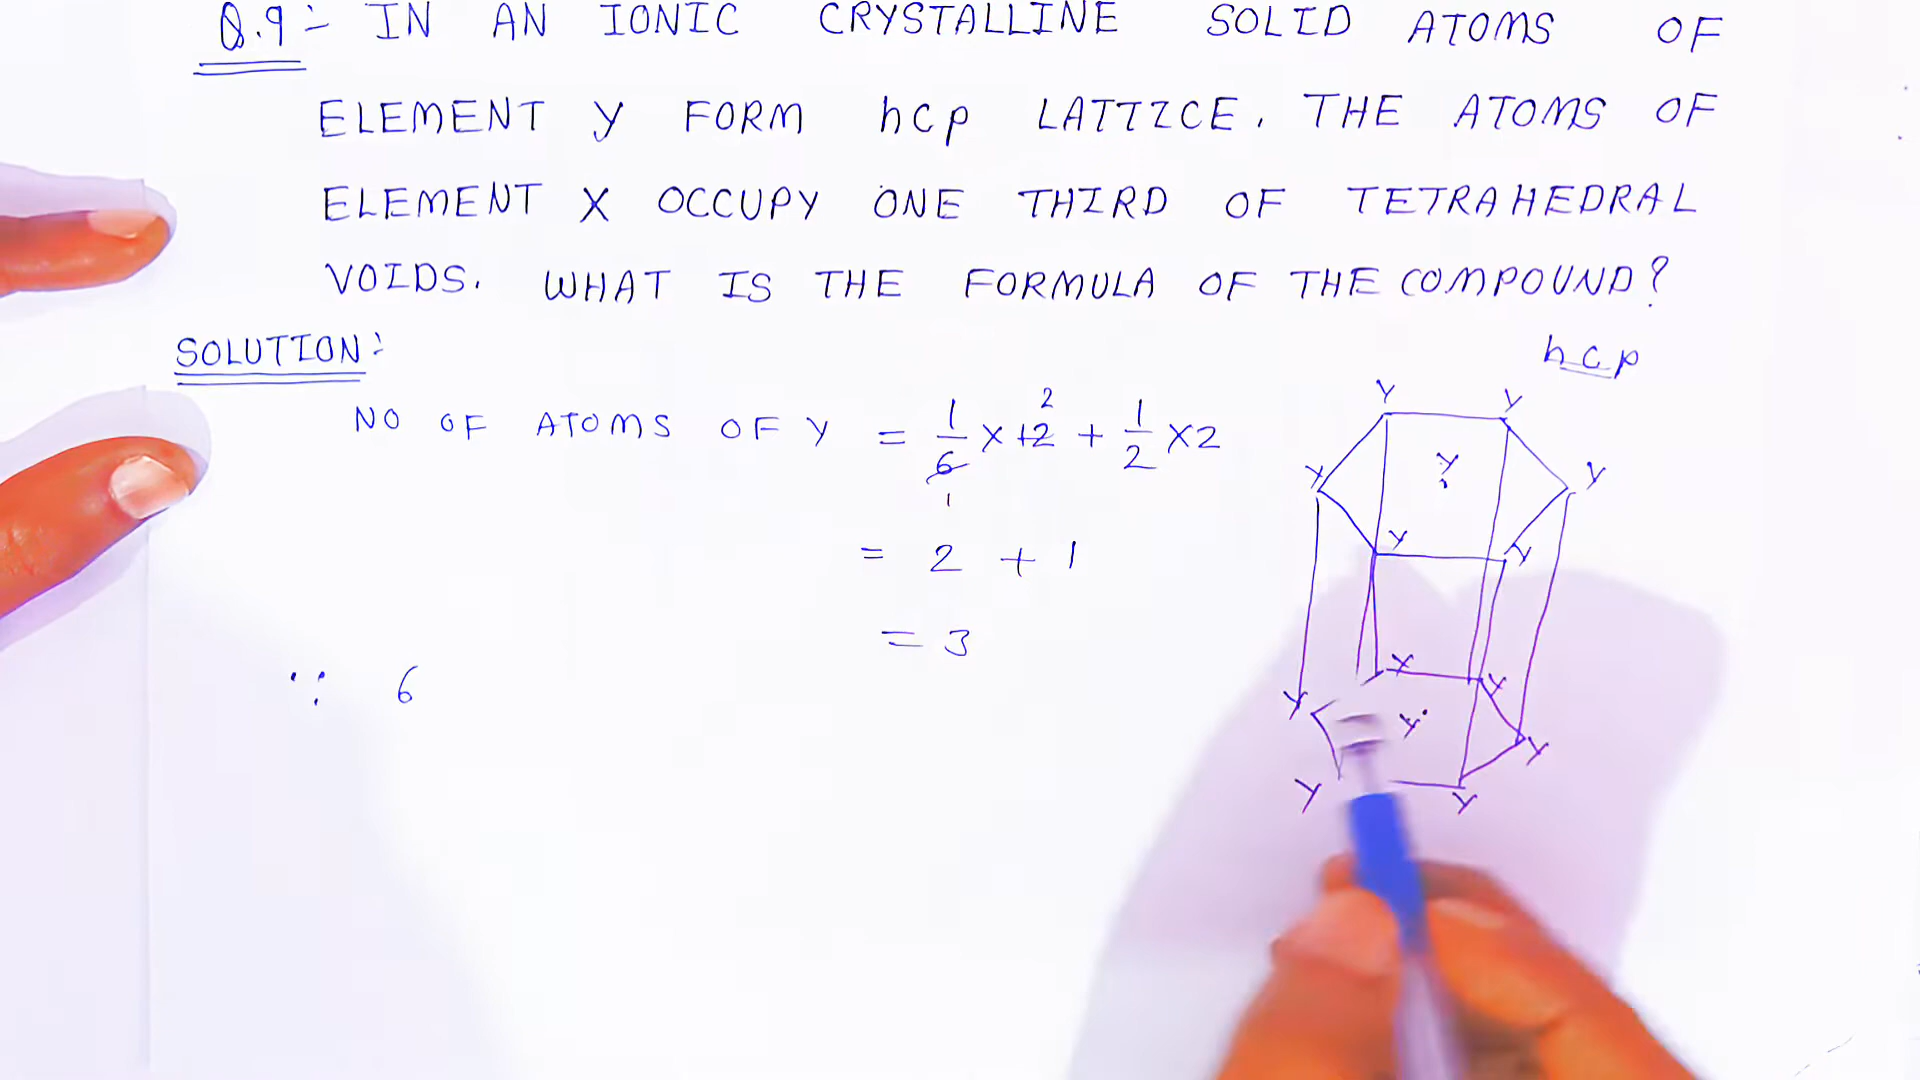 Q.9:- IN AN IONIC CRYSTALLINE SOLID ATOMS OF
ELEMENT Y FORM hcp LATTICE. THE ATOMS OF
ELEMENT X OCCUPY ONE THIRD OF TETRAHEDRAL
VOIDS. WHAT IS THE FORMULA OF THE COMPOUND?
SOLUTION:-
hcp
NO OF ATOMS OF Y = 1/6 X 12 + 1/2 X 2
2
1
= 2 + 1
= 3
∵ 6
Y Y
Y Y Y
Y Y
Y Y
Y Y Y
Y Y